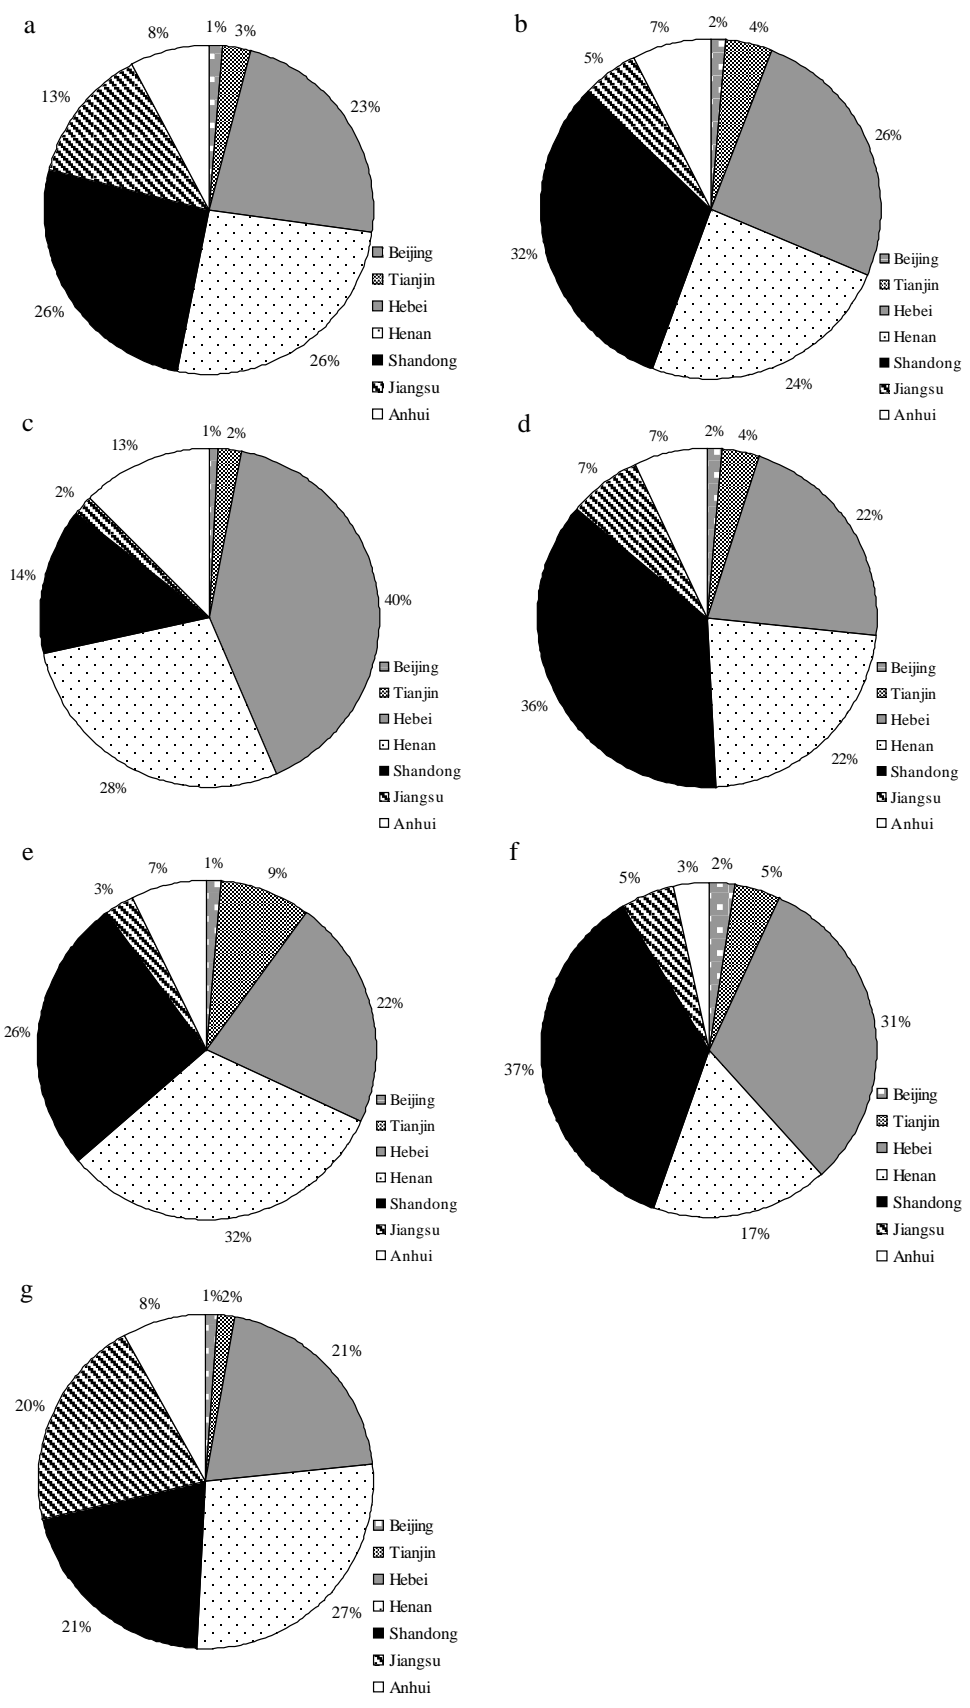 a
1%
3%
23%
26%
26%
13%
8%
Beijing
Tianjin
Hebei
Henan
Shandong
Jiangsu
Anhui
b
2%
4%
26%
24%
32%
5%
7%
Beijing
Tianjin
Hebei
Henan
Shandong
Jiangsu
Anhui
c
1%
2%
40%
28%
14%
2%
13%
Beijing
Tianjin
Hebei
Henan
Shandong
Jiangsu
Anhui
d
2%
4%
22%
22%
36%
7%
7%
Beijing
Tianjin
Hebei
Henan
Shandong
Jiangsu
Anhui
e
1%
9%
22%
32%
26%
3%
7%
Beijing
Tianjin
Hebei
Henan
Shandong
Jiangsu
Anhui
f
2%
5%
31%
17%
37%
5%
3%
Beijing
Tianjin
Hebei
Henan
Shandong
Jiangsu
Anhui
g
1%
2%
21%
27%
21%
20%
8%
Beijing
Tianjin
Hebei
Henan
Shandong
Jiangsu
Anhui